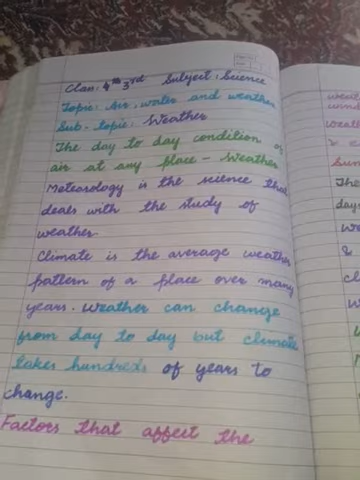 Class: 4th 3rd Subject: Science
Topic: Air, water and weather
Sub-topic: Weather
The day to day condition of
air at any place - Weather
Meteorology is the science that
deals with the study of
weather.
Climate is the average weather
pattern of a place over many
years. Weather can change
from day to day but climate
takes hundreds of years to
change.
Factors that affect the